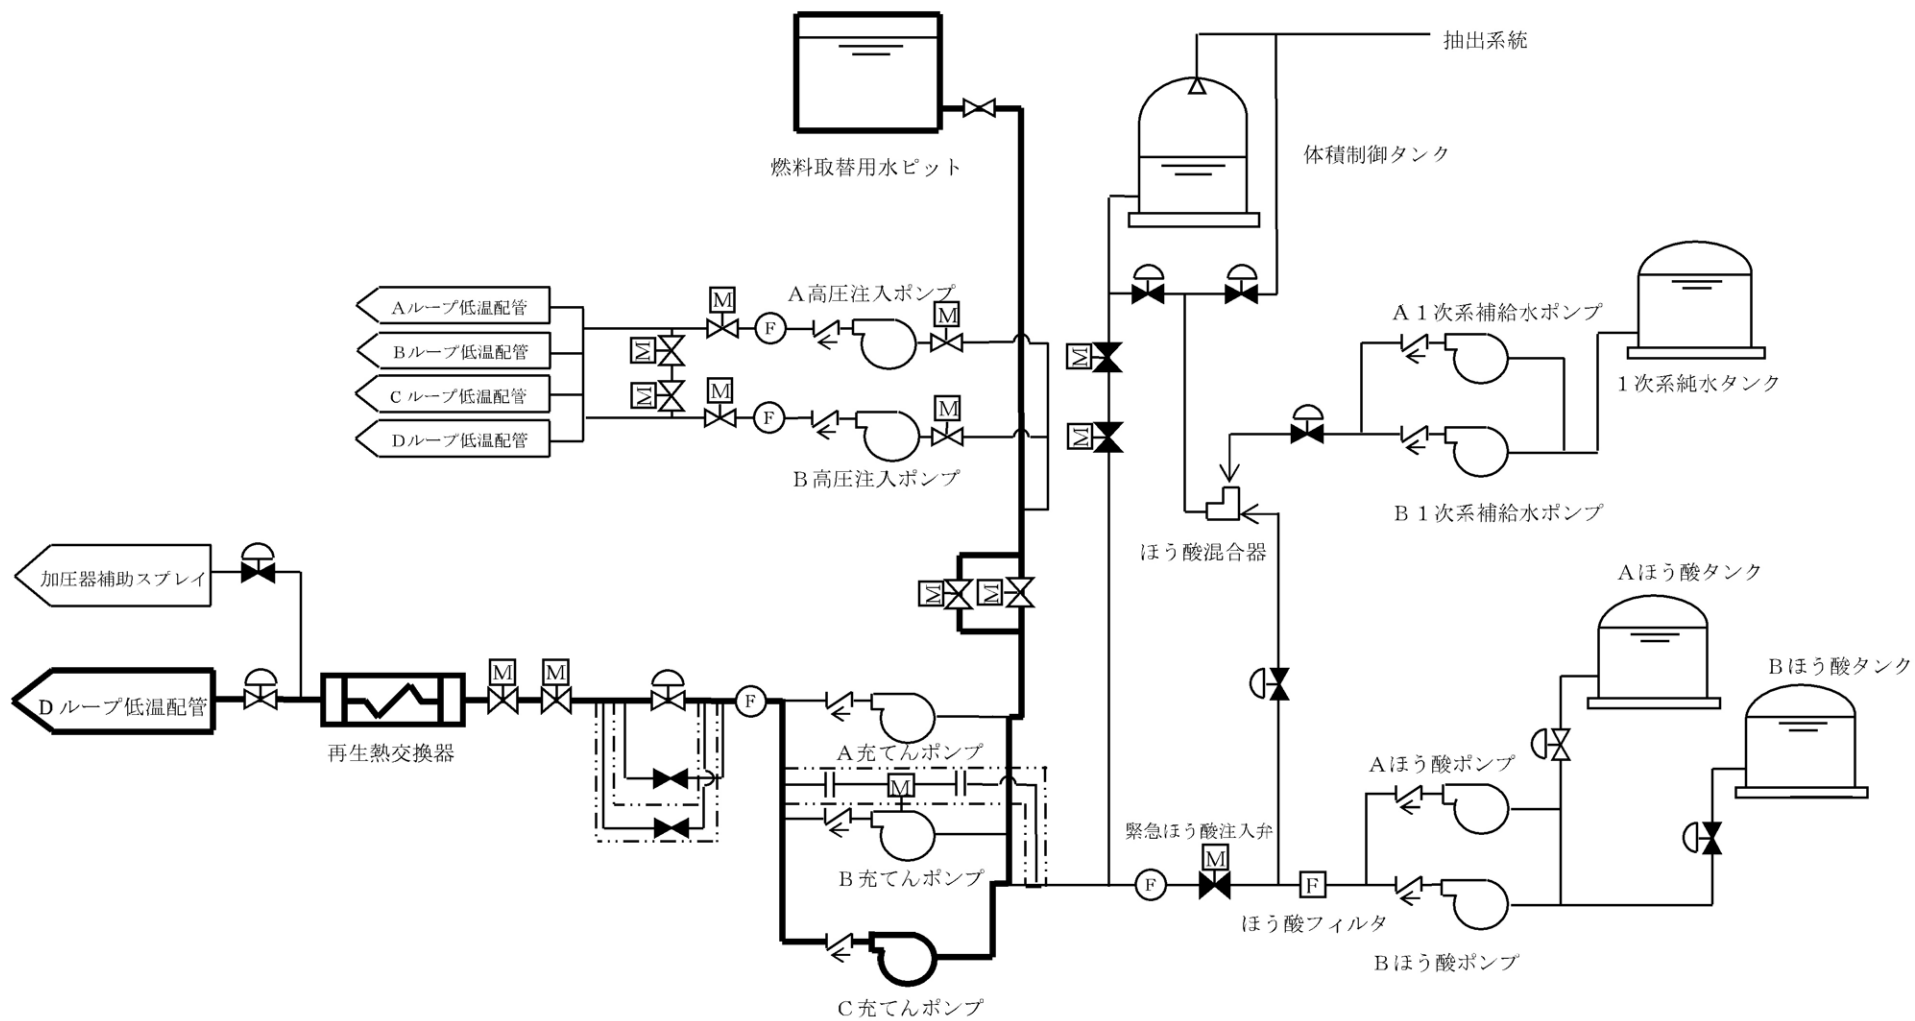 抽出系統
燃料取替用水ピット
体積制御タンク
Aループ低温配管
Bループ低温配管
Cループ低温配管
Dループ低温配管
M
F
A高圧注入ポンプ
M
M
M
M
F
M
B高圧注入ポンプ
M
M
A1次系補給水ポンプ
1次系純水タンク
B1次系補給水ポンプ
ほう酸混合器
加圧器補助スプレイ
M
M
Aほう酸タンク
Bほう酸タンク
Dループ低温配管
再生熱交換器
M
M
F
A充てんポンプ
M
B充てんポンプ
C充てんポンプ
緊急ほう酸注入弁
F
M
F
ほう酸フィルタ
Aほう酸ポンプ
Bほう酸ポンプ